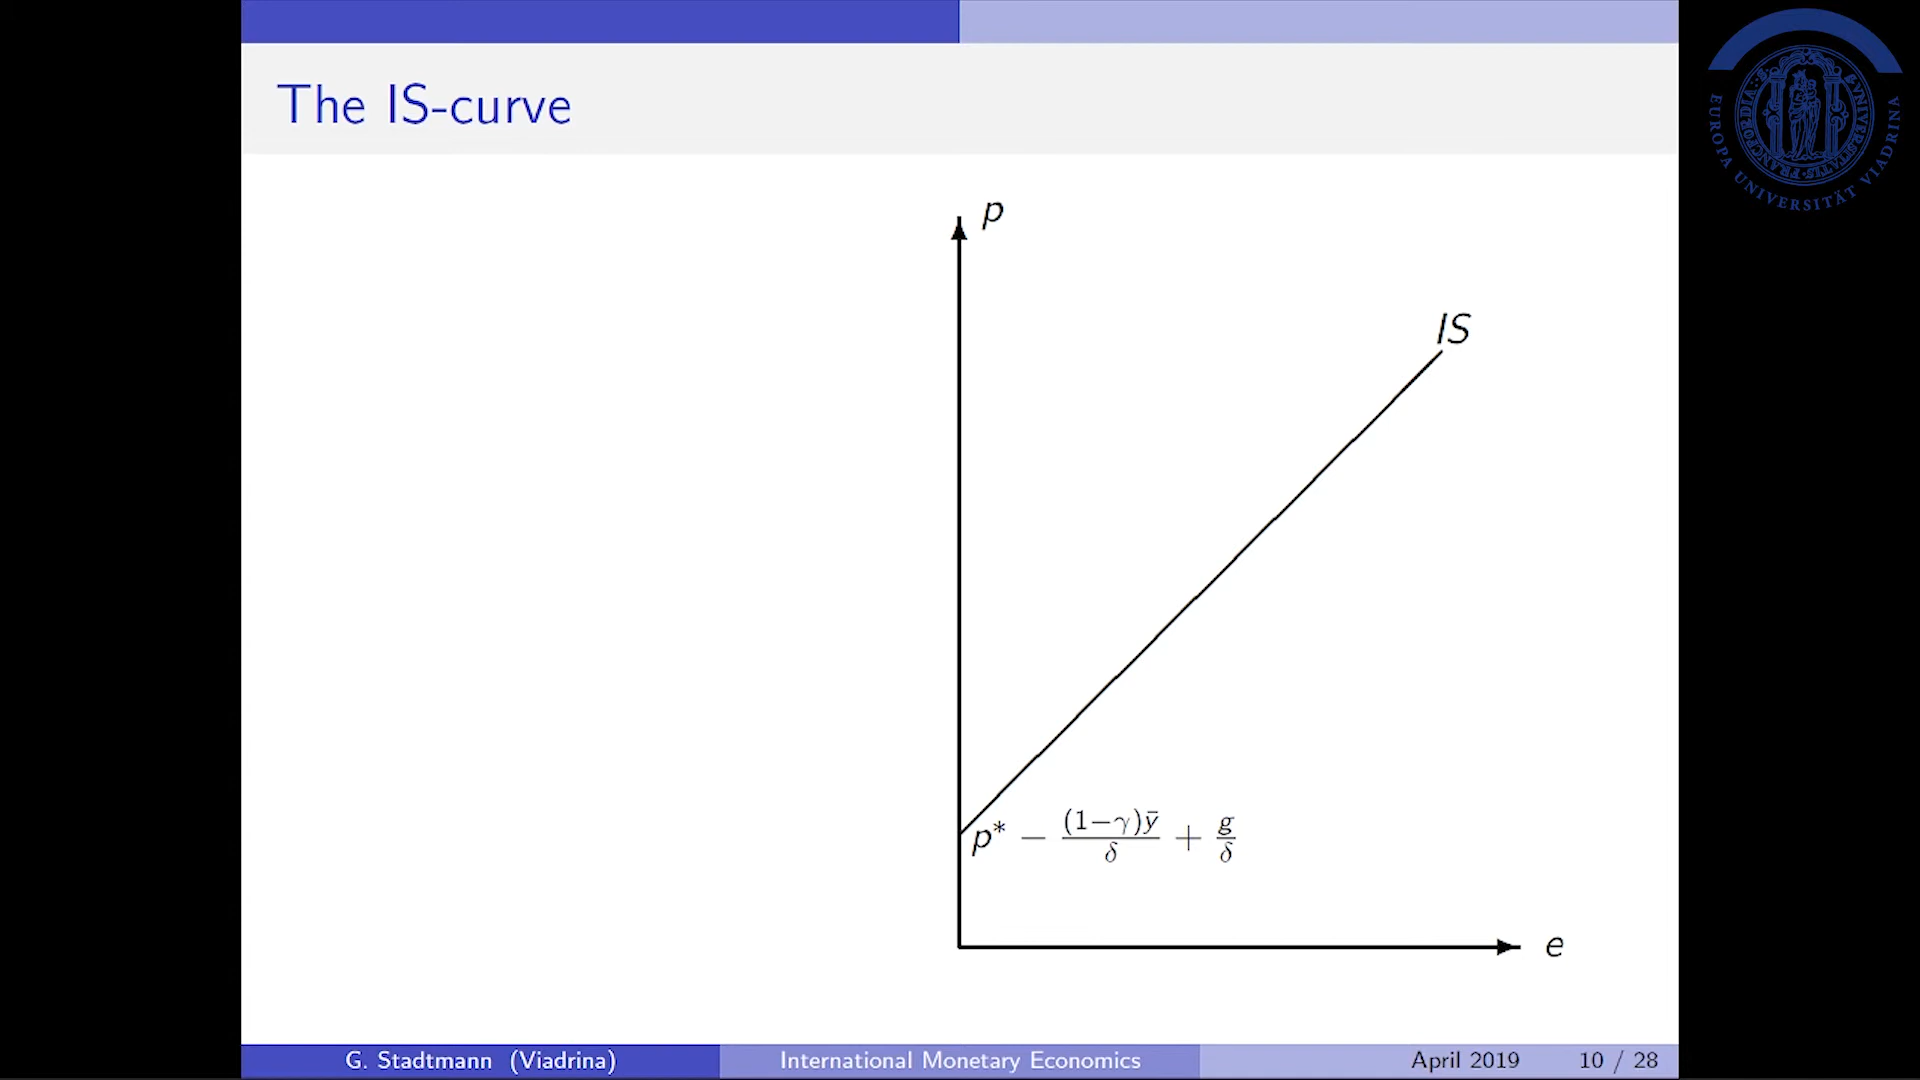 The IS-curve
p
IS
p* − (1−γ)ȳ/δ + g/δ
e
G. Stadtmann (Viadrina) International Monetary Economics April 2019 10 / 28
EUROPA UNIVERSITÄT VIADRINA